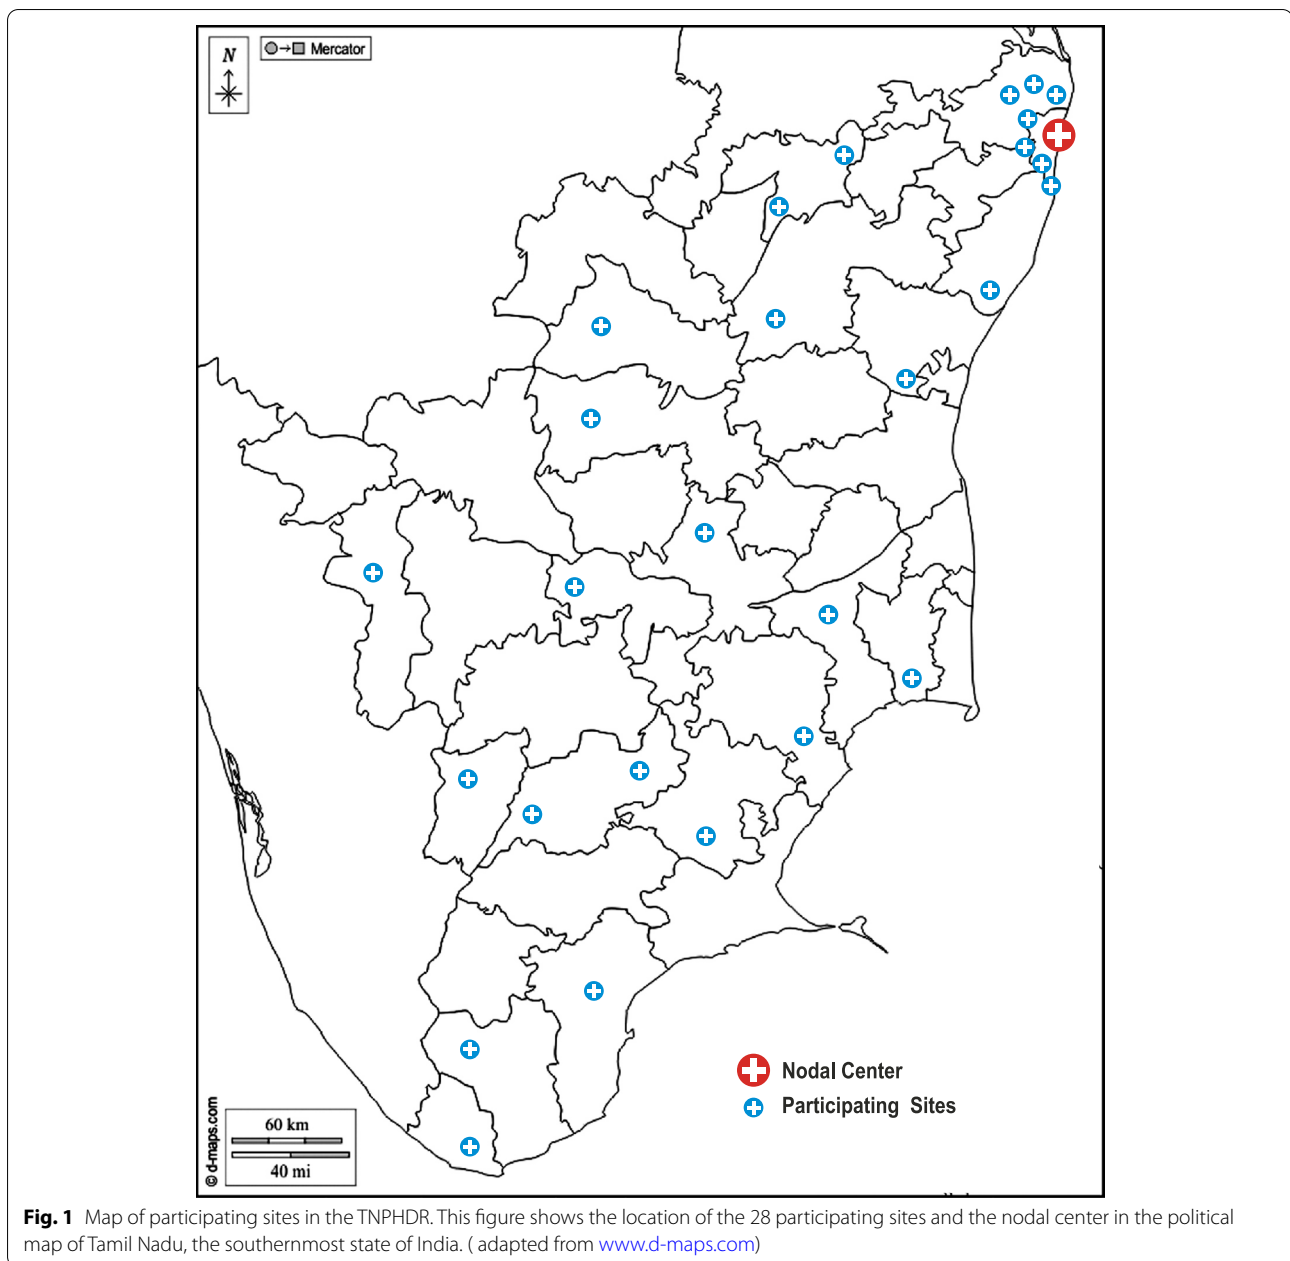 N
Mercator
Nodal Center
Participating Sites
60 km
40 mi
© d-maps.com
Fig. 1 Map of participating sites in the TNPHDR. This figure shows the location of the 28 participating sites and the nodal center in the political
map of Tamil Nadu, the southernmost state of India. ( adapted from www.d-maps.com)